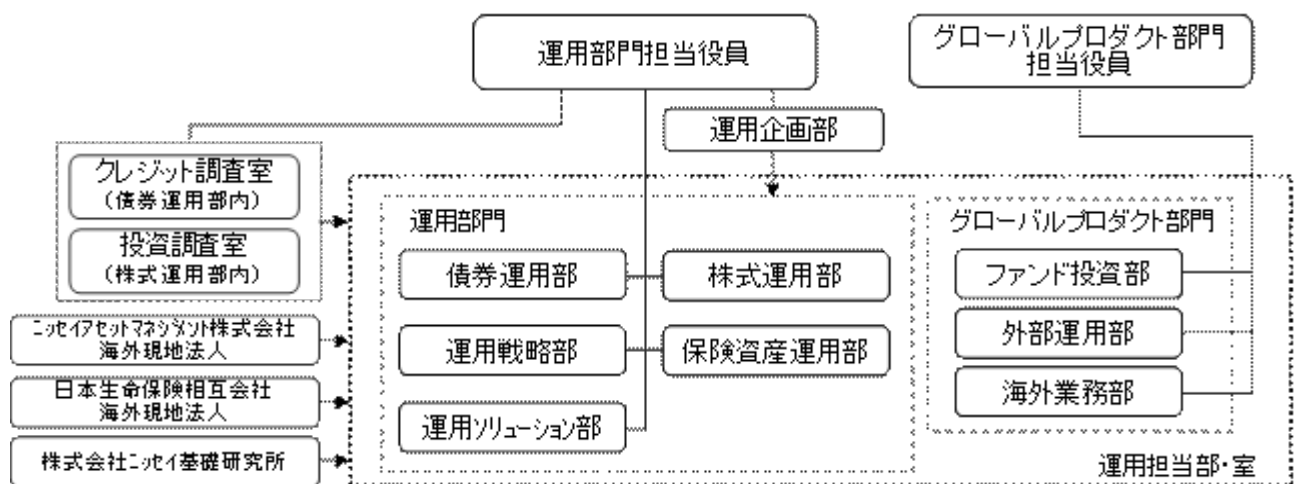 運用部門担当役員
グローバルプロダクト部門
担当役員
運用企画部
クレジット調査室
(債券運用部内)
投資調査室
(株式運用部内)
ニッセイアセットマネジメント株式会社
海外現地法人
日本生命保険相互会社
海外現地法人
株式会社ニッセイ基礎研究所
運用部門
債券運用部
株式運用部
運用戦略部
保険資産運用部
運用ソリューション部
グローバルプロダクト部門
ファンド投資部
外部運用部
海外業務部
運用担当部・室